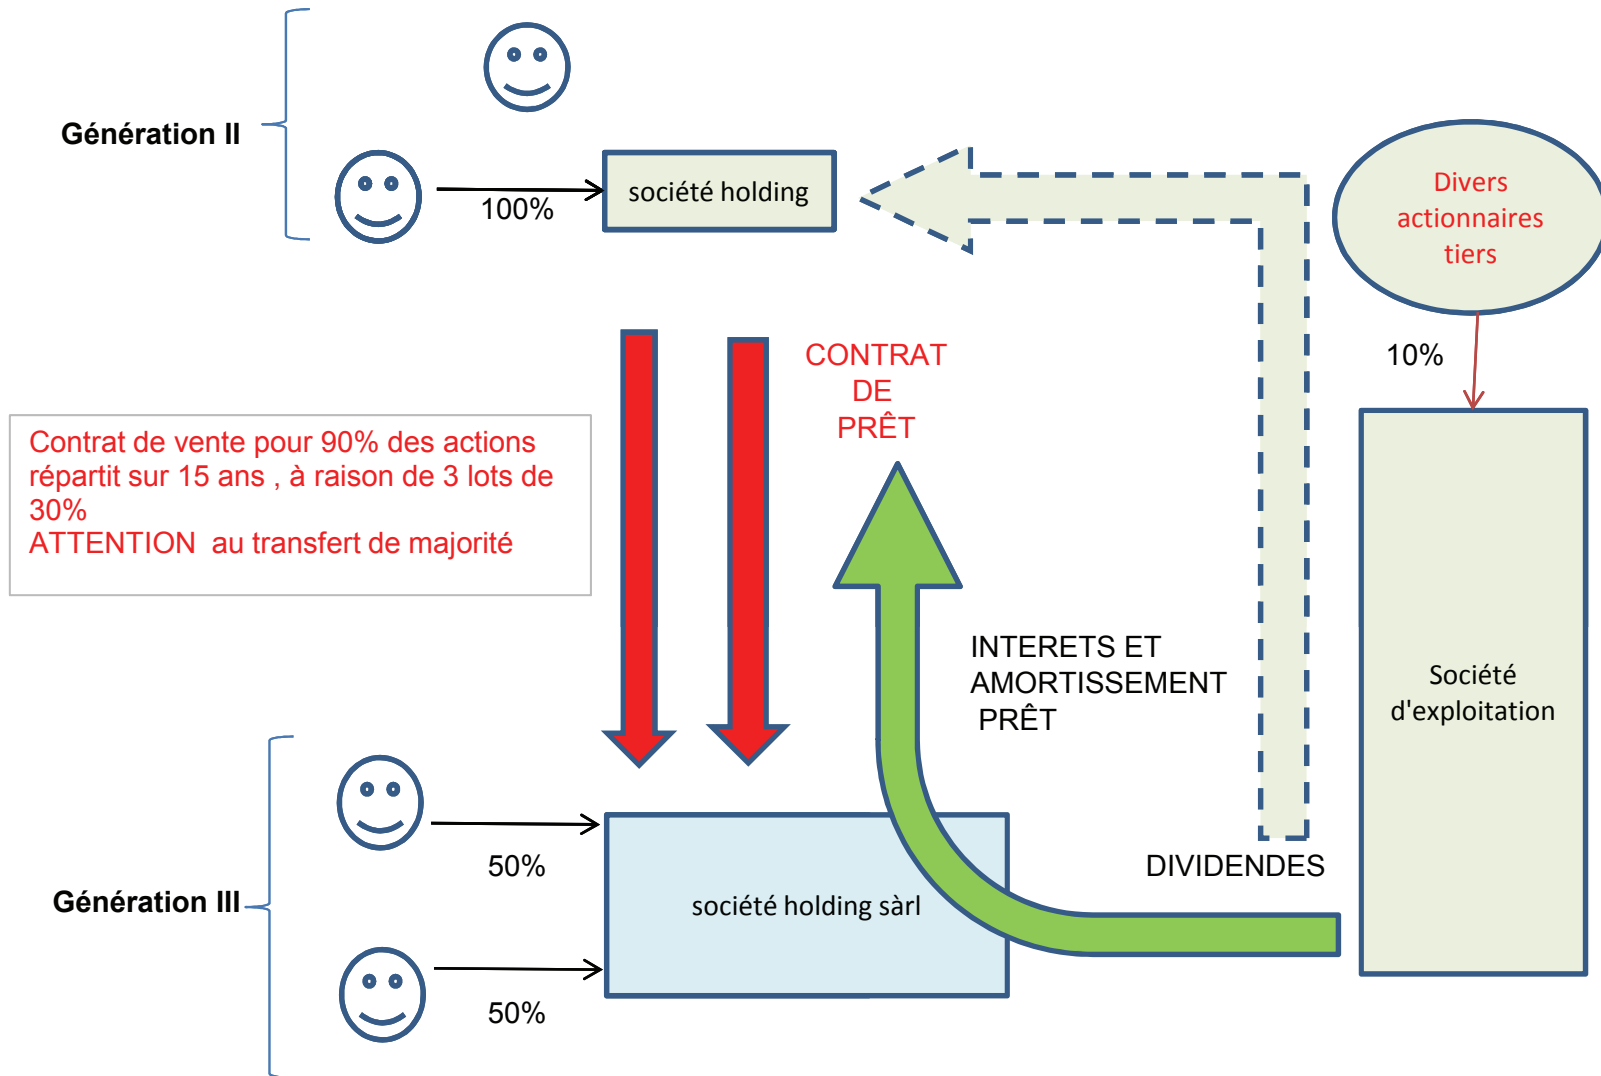 Génération II
100%
société holding
Divers
actionnaires
tiers
10%
CONTRAT
DE
PRÊT
Contrat de vente pour 90% des actions
répartit sur 15 ans , à raison de 3 lots de
30%
ATTENTION au transfert de majorité
INTERETS ET
AMORTISSEMENT
PRÊT
Société
d'exploitation
DIVIDENDES
50%
Génération III
société holding sàrl
50%